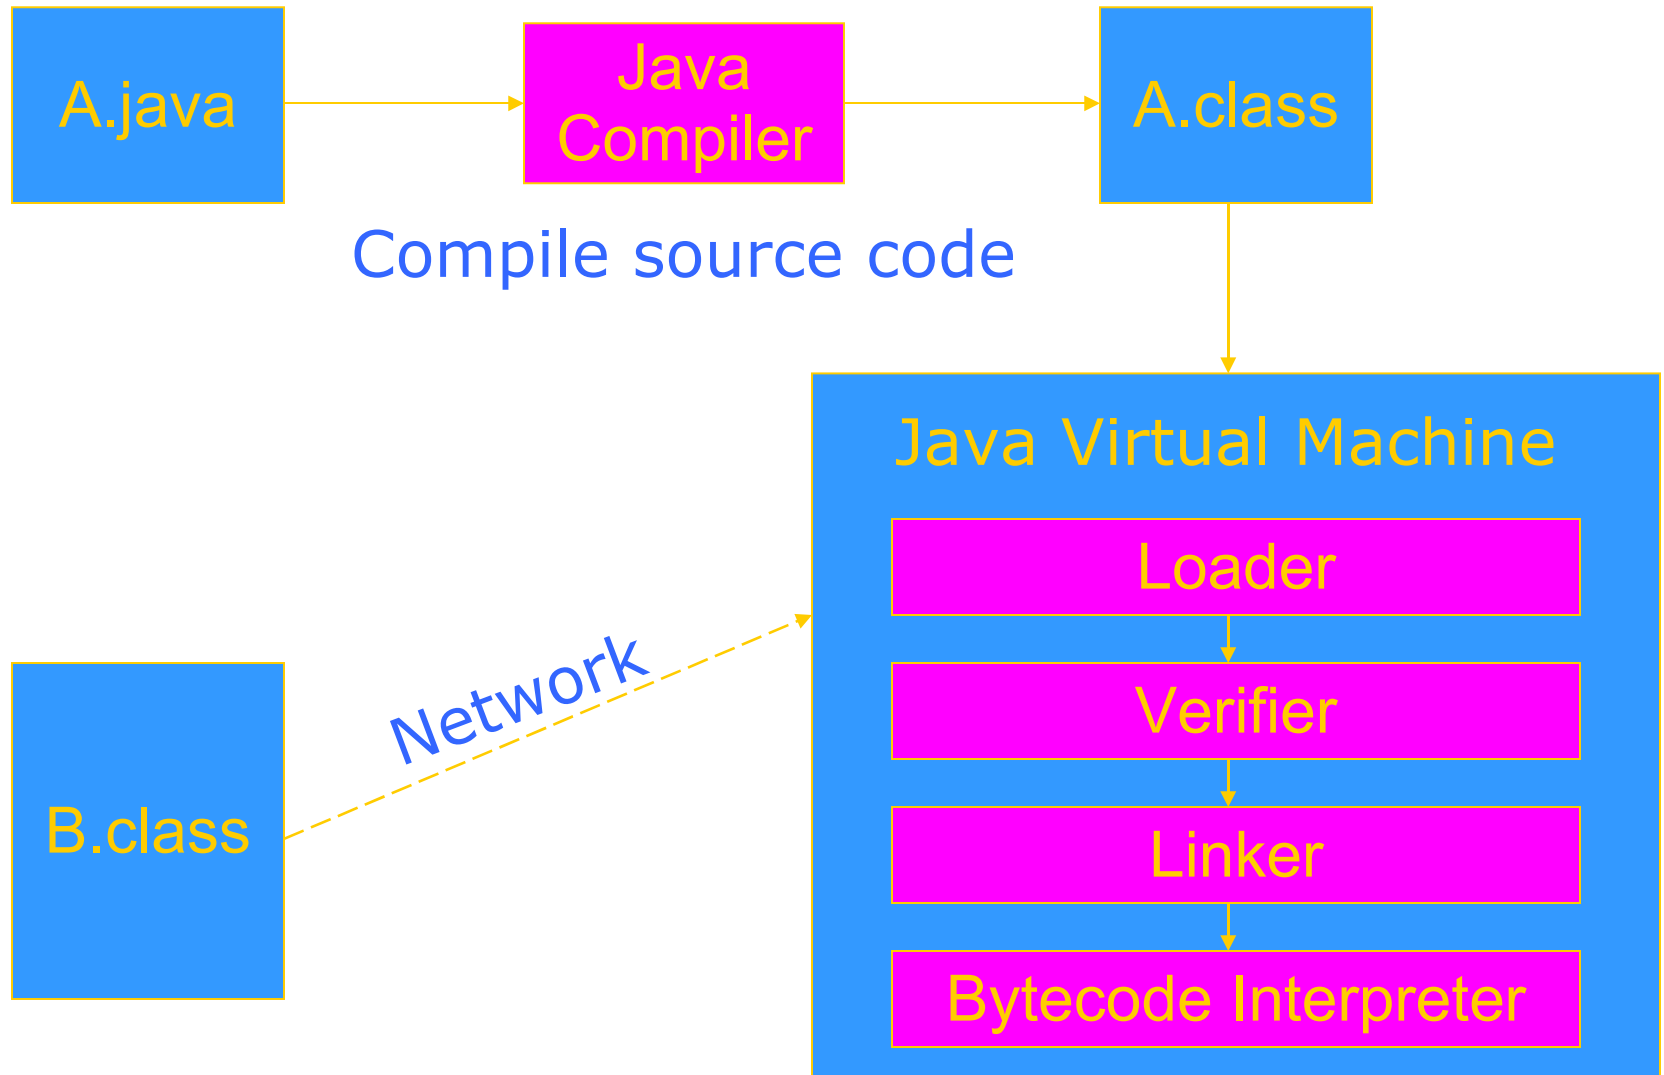 A.java
Java
Compiler
A.class
Compile source code
Java Virtual Machine
Loader
Network
Verifier
B.class
Linker
Bytecode Interpreter